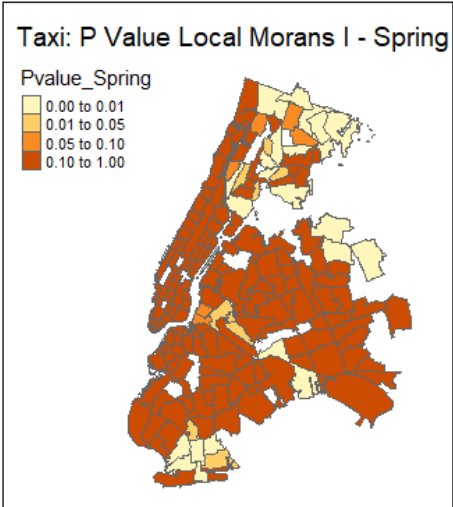 Taxi: P Value Local Morans I - Spring
Pvalue_Spring
0.00 to 0.01
0.01 to 0.05
0.05 to 0.10
0.10 to 1.00